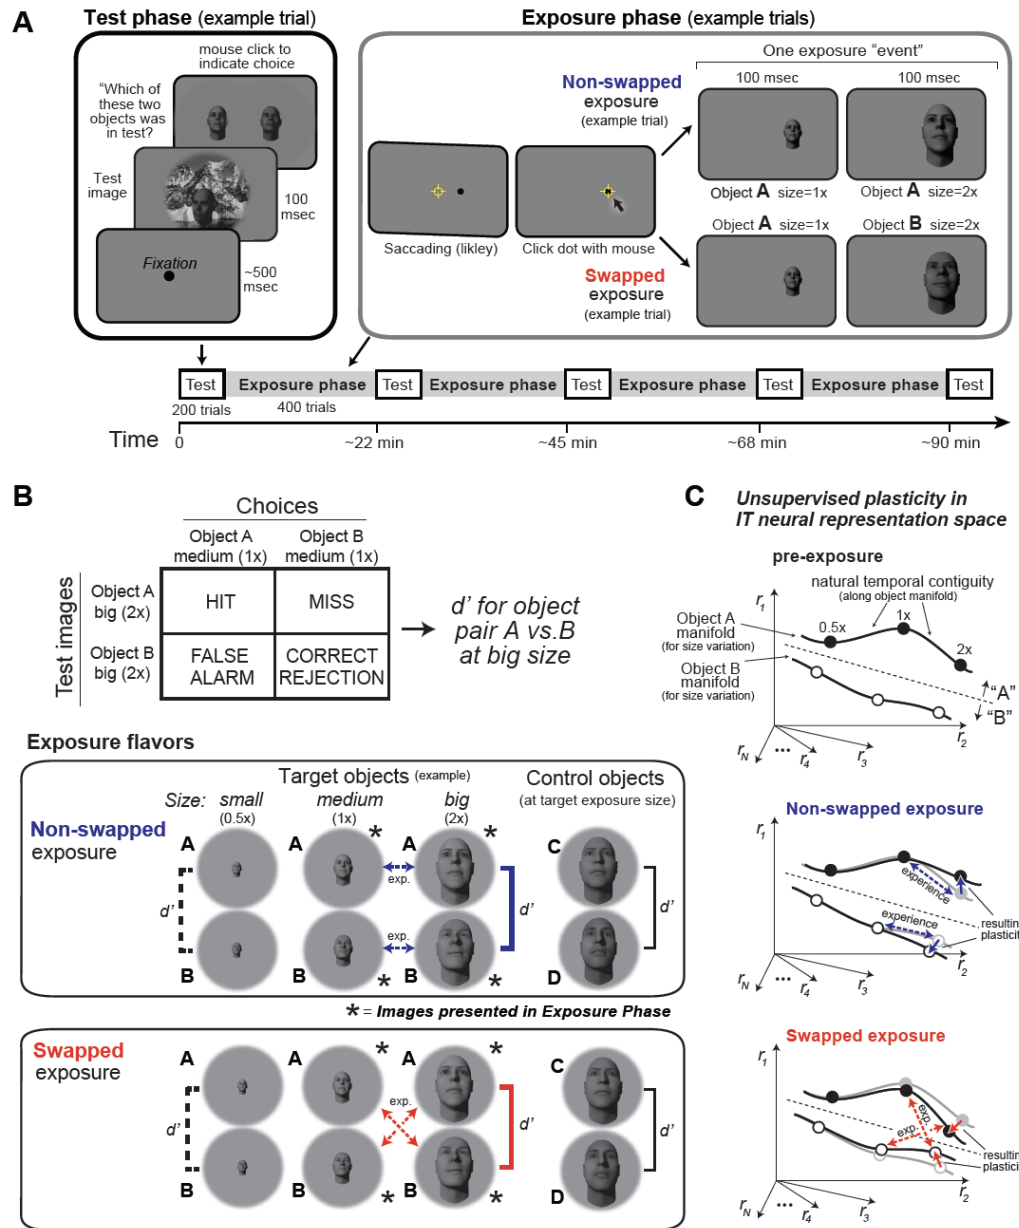 A
Test phase (example trial)
mouse click to
indicate choice
“Which of
these two
objects was
in test?
Test
image
100
msec
Fixation
~500
msec
Exposure phase (example trials)
One exposure “event”
100 msec
100 msec
Non-swapped
exposure
(example trial)
Object A size=1x
Object A size=2x
Saccading (likley)
Click dot with mouse
Object A size=1x
Object B size=2x
Swapped
exposure
(example trial)
Test
Exposure phase
Test
Exposure phase
Test
Exposure phase
Test
Exposure phase
Test
200 trials
400 trials
Time
0
~22 min
~45 min
~68 min
~90 min
B
Choices
Object A
medium (1x)
Object B
medium (1x)
Test images
Object A
big (2x)
HIT
MISS
Object B
big (2x)
FALSE
ALARM
CORRECT
REJECTION
d’ for object
pair A vs.B
at big size
Exposure flavors
Target objects (example)
Control objects
(at target exposure size)
Size:
small
(0.5x)
medium
(1x)
big
(2x)
Non-swapped
exposure
A
A
*
A
*
C
exp.
d’
d’
d’
exp.
B
B
*
B
*
D
* = Images presented in Exposure Phase
Swapped
exposure
A
A
*
A
*
C
exp.
d’
d’
d’
B
B
*
B
*
D
C
Unsupervised plasticity in
IT neural representation space
pre-exposure
r1
natural temporal contiguity
(along object manifold)
Object A
manifold
(for size variation)
0.5x
1x
2x
Object B
manifold
(for size variation)
“A”
“B”
r2
rN
•••
r4
r3
Non-swapped exposure
r1
experience
experience
resulting
plasticity
r2
rN
•••
r4
r3
Swapped exposure
r1
exp.
exp.
resulting
plasticity
r2
rN
•••
r4
r3